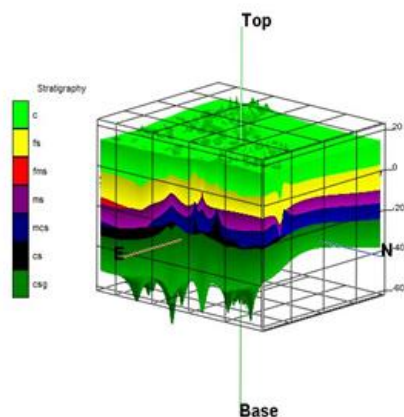 Top
Stratigraphy
c
fs
fms
ms
mcs
cs
csg
20
0
-20
-40
-60
E
N
Base